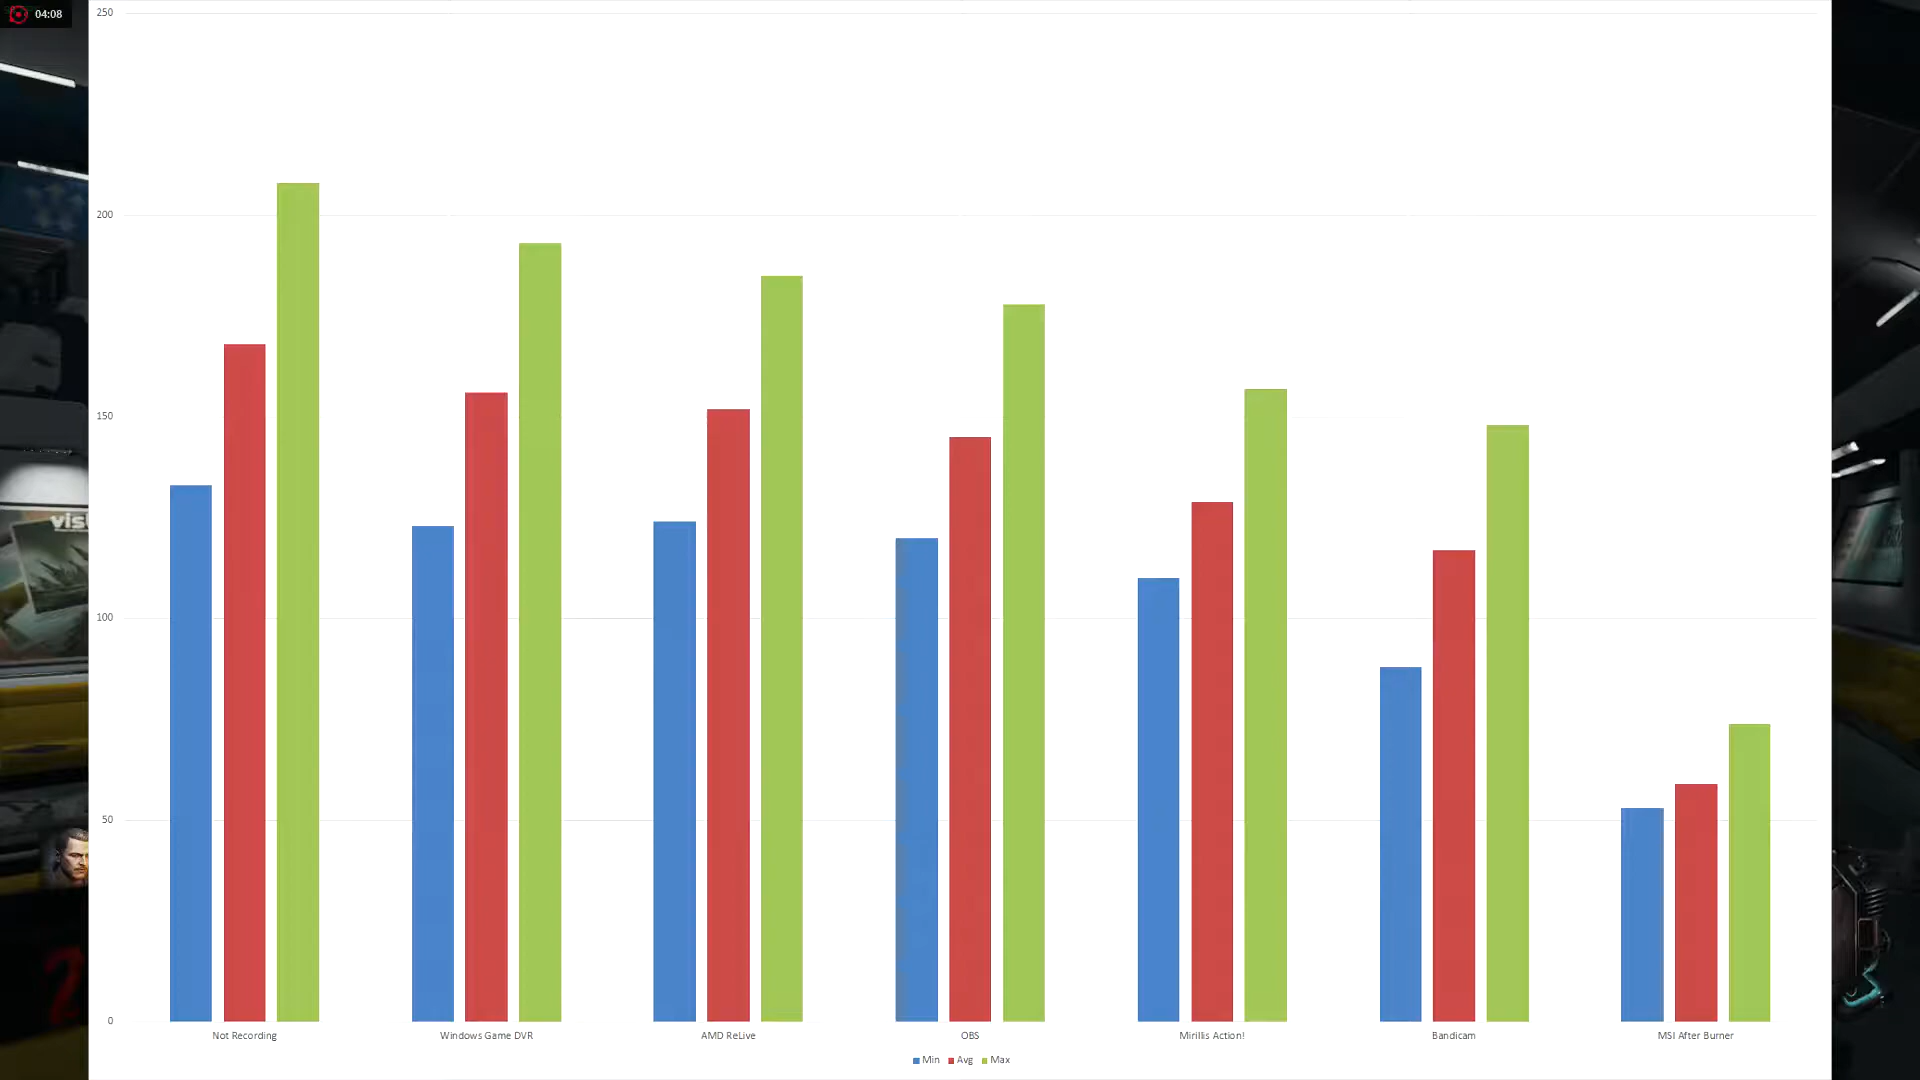 04:08
250
200
150
100
50
0
vis
Not Recording
Windows Game DVR
AMD ReLive
OBS
Mirillis Action!
Bandicam
MSI After Burner
Min Avg Max